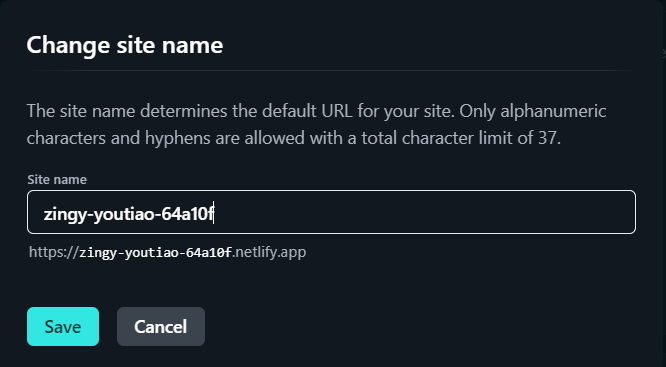 Change site name
The site name determines the default URL for your site. Only alphanumeric
characters and hyphens are allowed with a total character limit of 37.
Site name
zingy-youtiao-64a10f
https://zingy-youtiao-64a10f.netlify.app
Save Cancel